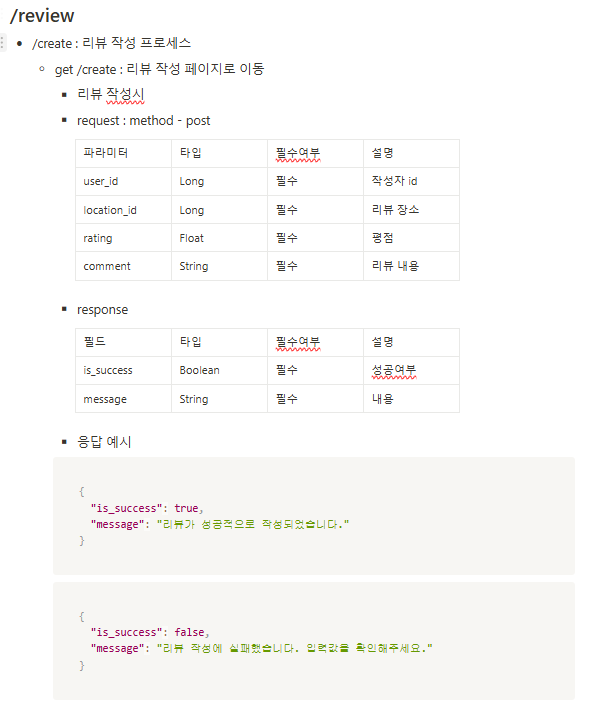 /review
/create : 리뷰 작성 프로세스
get /create : 리뷰 작성 페이지로 이동
리뷰 작성시
request : method - post
파라미터 타입 필수여부 설명
user_id Long 필수 작성자 id
location_id Long 필수 리뷰 장소
rating Float 필수 평점
comment String 필수 리뷰 내용
response
필드 타입 필수여부 설명
is_success Boolean 필수 성공여부
message String 필수 내용
응답 예시
{
"is_success": true,
"message": "리뷰가 성공적으로 작성되었습니다."
}
{
"is_success": false,
"message": "리뷰 작성에 실패했습니다. 입력값을 확인해주세요."
}